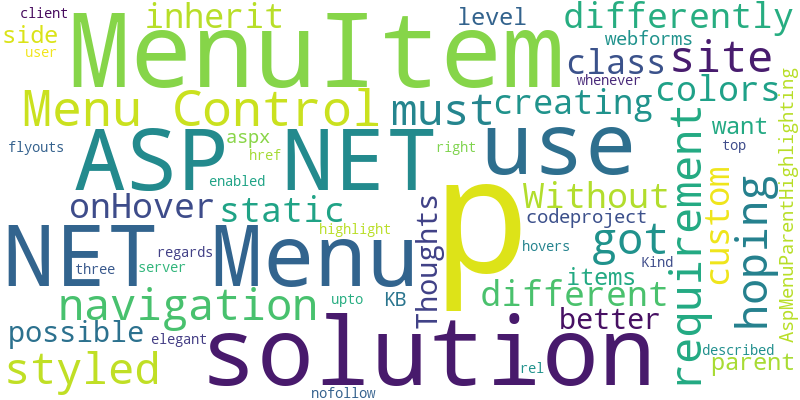 client
inherit
level
differently
side
MenuItem
webforms
user
class
site
whenever
Menu Control
must
creating
colors
ASP NET
use
aspx
want
flyouts
href
right
top
enabled
requirement
Without
custom
hoping
AspMenuParentHighlighting
onHover
static
Thoughts
p
codeproject
highlight
got
NET Menu
regards
hovers
Kind
three
server
items
navigation
upto
KB
different
possible
solution
better
elegant
described
styled
rel
parent
nofollow